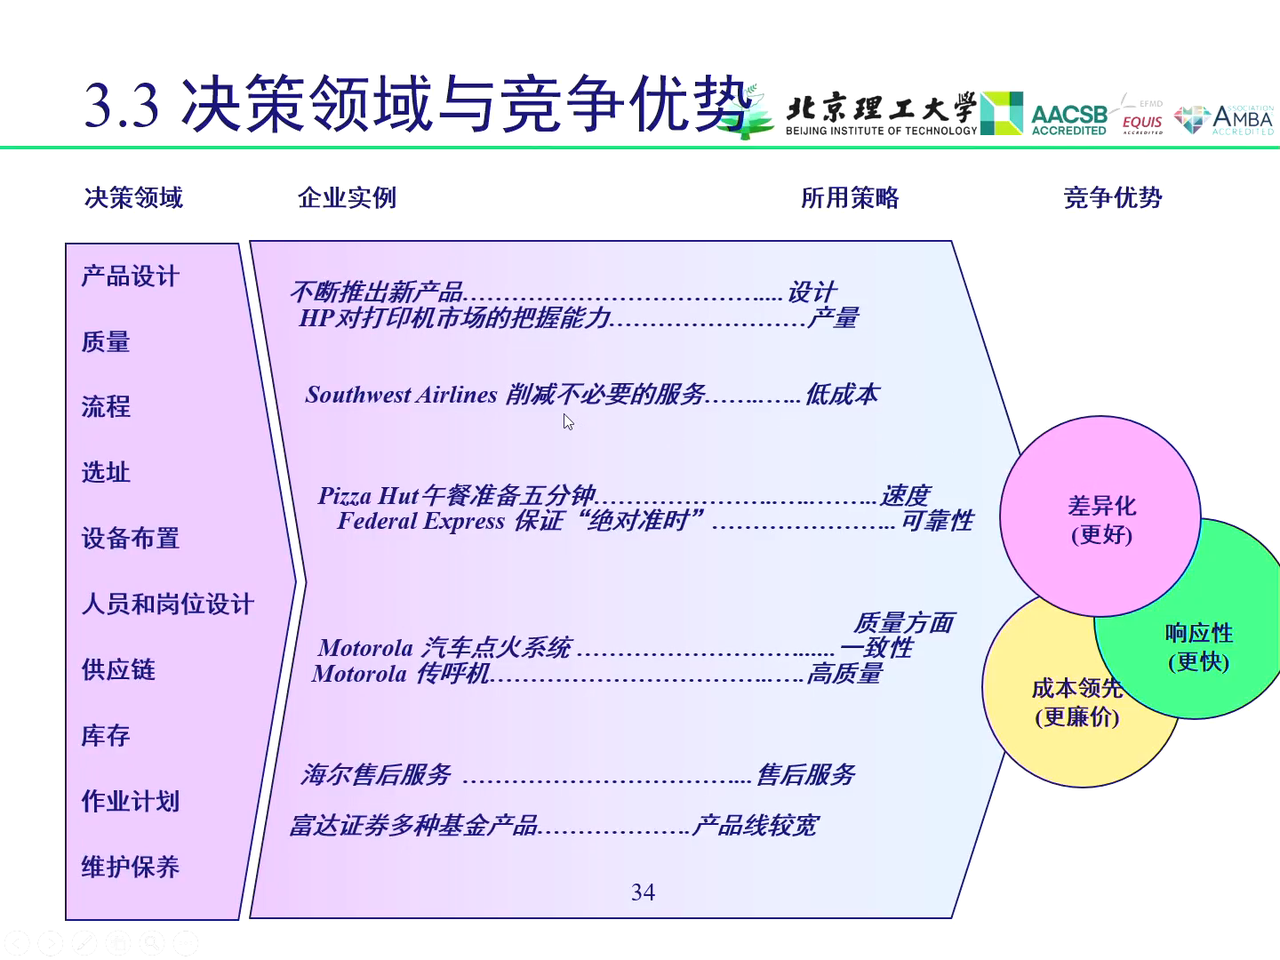 3.3 决策领域与竞争优势
北京理工大学
BEIJING INSTITUTE OF TECHNOLOGY
AACSB
ACCREDITED
EFMD
EQUIS
ACCREDITED
ASSOCIATION
AMBA
ACCREDITED
决策领域 企业实例 所用策略 竞争优势
产品设计
质量
流程
选址
设备布置
人员和岗位设计
供应链
库存
作业计划
维护保养
不断推出新产品……………………………….... 设计
HP对打印机市场的把握能力…………………… 产量
Southwest Airlines 削减不必要的服务…….….. 低成本
Pizza Hut午餐准备五分钟…………………..…..…….. 速度
Federal Express 保证“绝对准时” ………………….. 可靠性
质量方面
Motorola 汽车点火系统 ……………………….......一致性
Motorola 传呼机……………………………..….. 高质量
海尔售后服务 ……………………………... 售后服务
富达证券多种基金产品………………. 产品线较宽
差异化
(更好)
响应性
(更快)
成本领先
(更廉价)
34